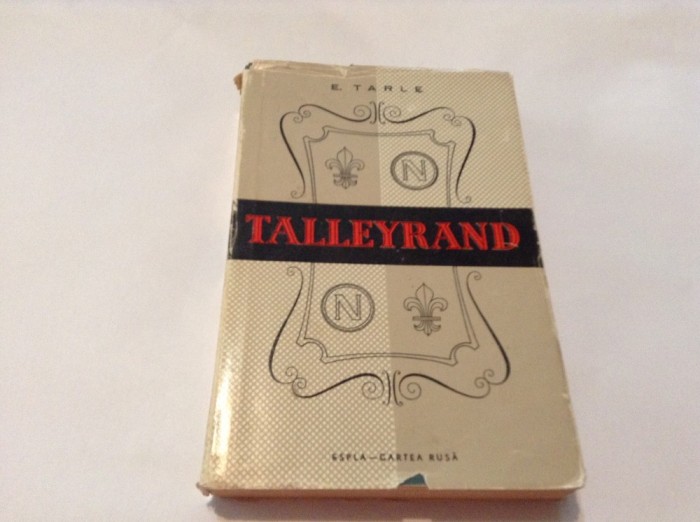 E. TARLE
N
TALLEYRAND
N
ESPLA—CARTEA RUSĂ